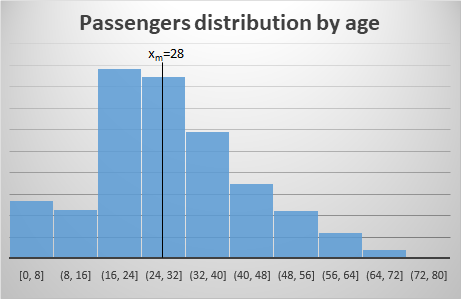 Passengers distribution by age
xₘ=28
[0, 8] (8, 16] (16, 24] (24, 32] (32, 40] (40, 48] (48, 56] (56, 64] (64, 72] (72, 80]